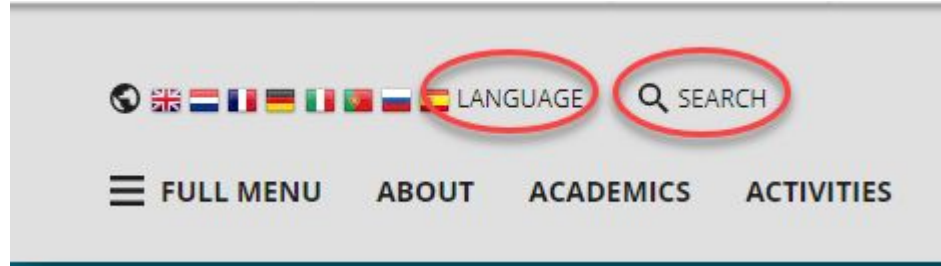 LANGUAGE SEARCH
FULL MENU ABOUT ACADEMICS ACTIVITIES